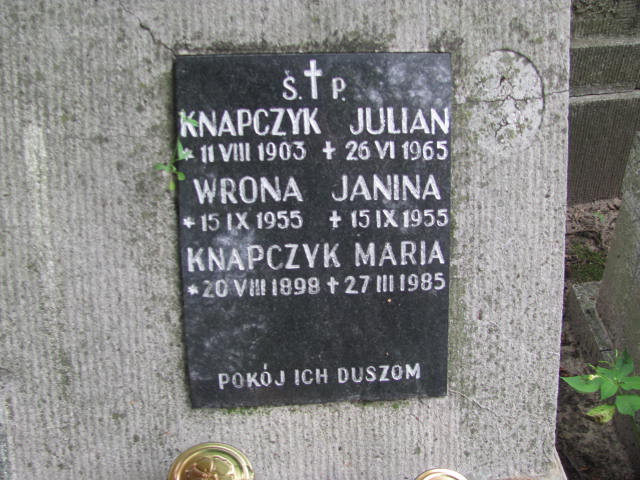 Ś.✝P.
KNAPCZYK JULIAN
* 11 VIII 1903 ✝ 26 VI 1965
WRONA JANINA
* 15 IX 1955 ✝ 15 IX 1955
KNAPCZYK MARIA
* 20 VIII 1898 ✝ 27 III 1985
POKÓJ ICH DUSZOM